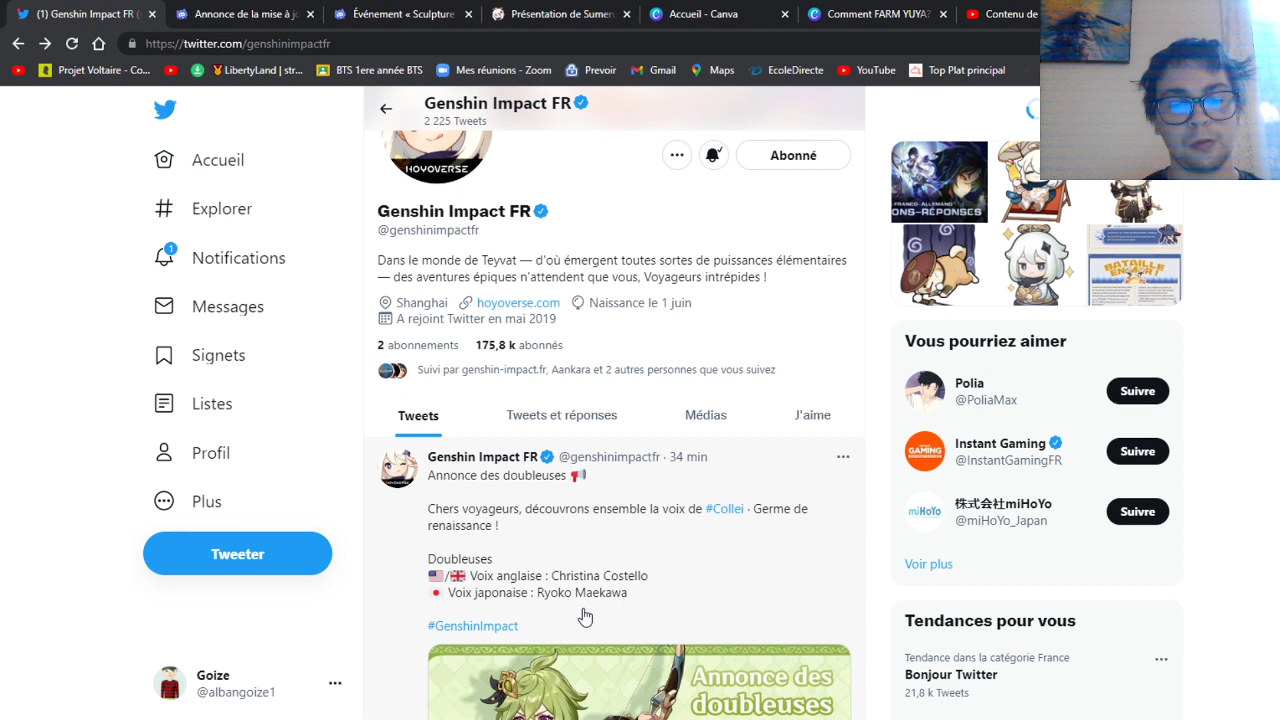 (1) Genshin Impact FR (
Annonce de la mise à jo
Événement « Sculpture
Présentation de Sumer
Accueil - Canva
Comment FARM YUYA?
Contenu de
https://twitter.com/genshinimpactfr
Projet Voltaire - Co...
LibertyLand | str...
BTS 1ere année BTS
Mes réunions - Zoom
Prevoir
Gmail
Maps
EcoleDirecte
YouTube
Top Plat principal
Genshin Impact FR
2 225 Tweets
Accueil
Explorer
1
Notifications
Messages
Signets
Listes
Profil
Plus
Tweeter
Goize
@albangoize1
HOYOVERSE
Abonné
Genshin Impact FR
@genshinimpactfr
Dans le monde de Teyvat — d'où émergent toutes sortes de puissances élémentaires
— des aventures épiques n'attendent que vous, Voyageurs intrépides !
Shanghai hoyoverse.com Naissance le 1 juin
A rejoint Twitter en mai 2019
2 abonnements 175,8 k abonnés
Suivi par genshin-impact.fr, Aankara et 2 autres personnes que vous suivez
Tweets Tweets et réponses Médias J'aime
Genshin Impact FR @genshinimpactfr · 34 min
Annonce des doubleuses
Chers voyageurs, découvrons ensemble la voix de #Collei · Germe de
renaissance !
Doubleuses
/ Voix anglaise : Christina Costello
Voix japonaise : Ryoko Maekawa
#GenshinImpact
Annonce des
doubleuses
FRANCO-ALLEMAND
ONS-RÉPONSES
BATAILLE
Vous pourriez aimer
Polia
@PoliaMax
Suivre
Instant Gaming
@InstantGamingFR
Suivre
INSTANT
GAMING
株式会社miHoYo
@miHoYo_Japan
Suivre
miHoYo
Voir plus
Tendances pour vous
Tendance dans la catégorie France
Bonjour Twitter
21,8 k Tweets